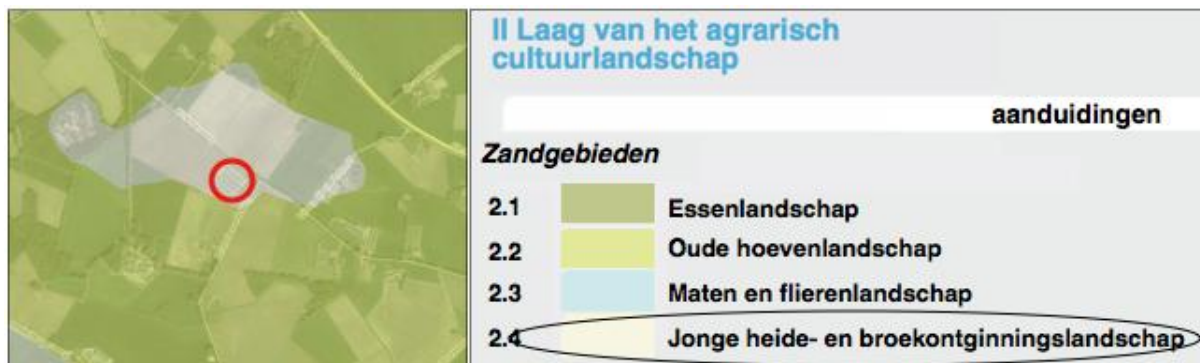 II Laag van het agrarisch
cultuurlandschap
aanduidingen
Zandgebieden
2.1 Essenlandschap
2.2 Oude hoevenlandschap
2.3 Maten en flierenlandschap
2.4 Jonge heide- en broekontginningslandschap